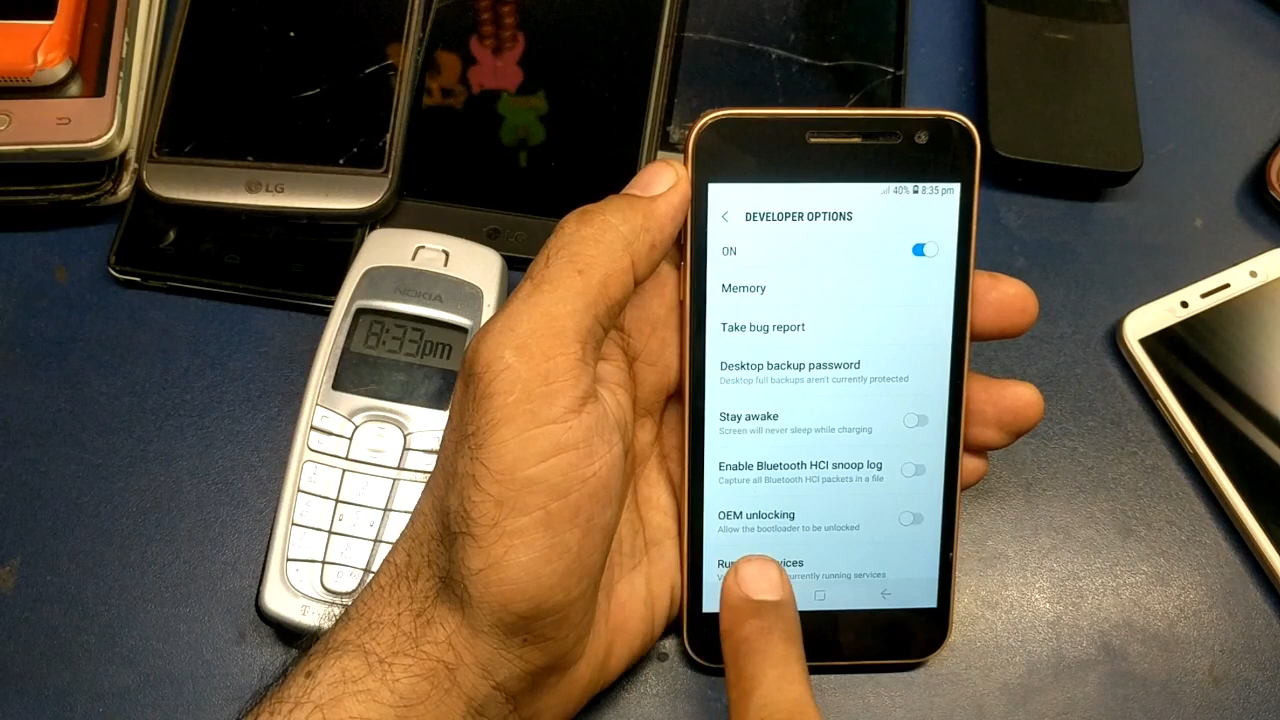 LG
LG
NOKIA
8:33pm
40% 8:35 pm
DEVELOPER OPTIONS
ON
Memory
Take bug report
Desktop backup password
Desktop full backups aren't currently protected
Stay awake
Screen will never sleep while charging
Enable Bluetooth HCI snoop log
Capture all Bluetooth HCI packets in a file
OEM unlocking
Allow the bootloader to be unlocked
currently running services